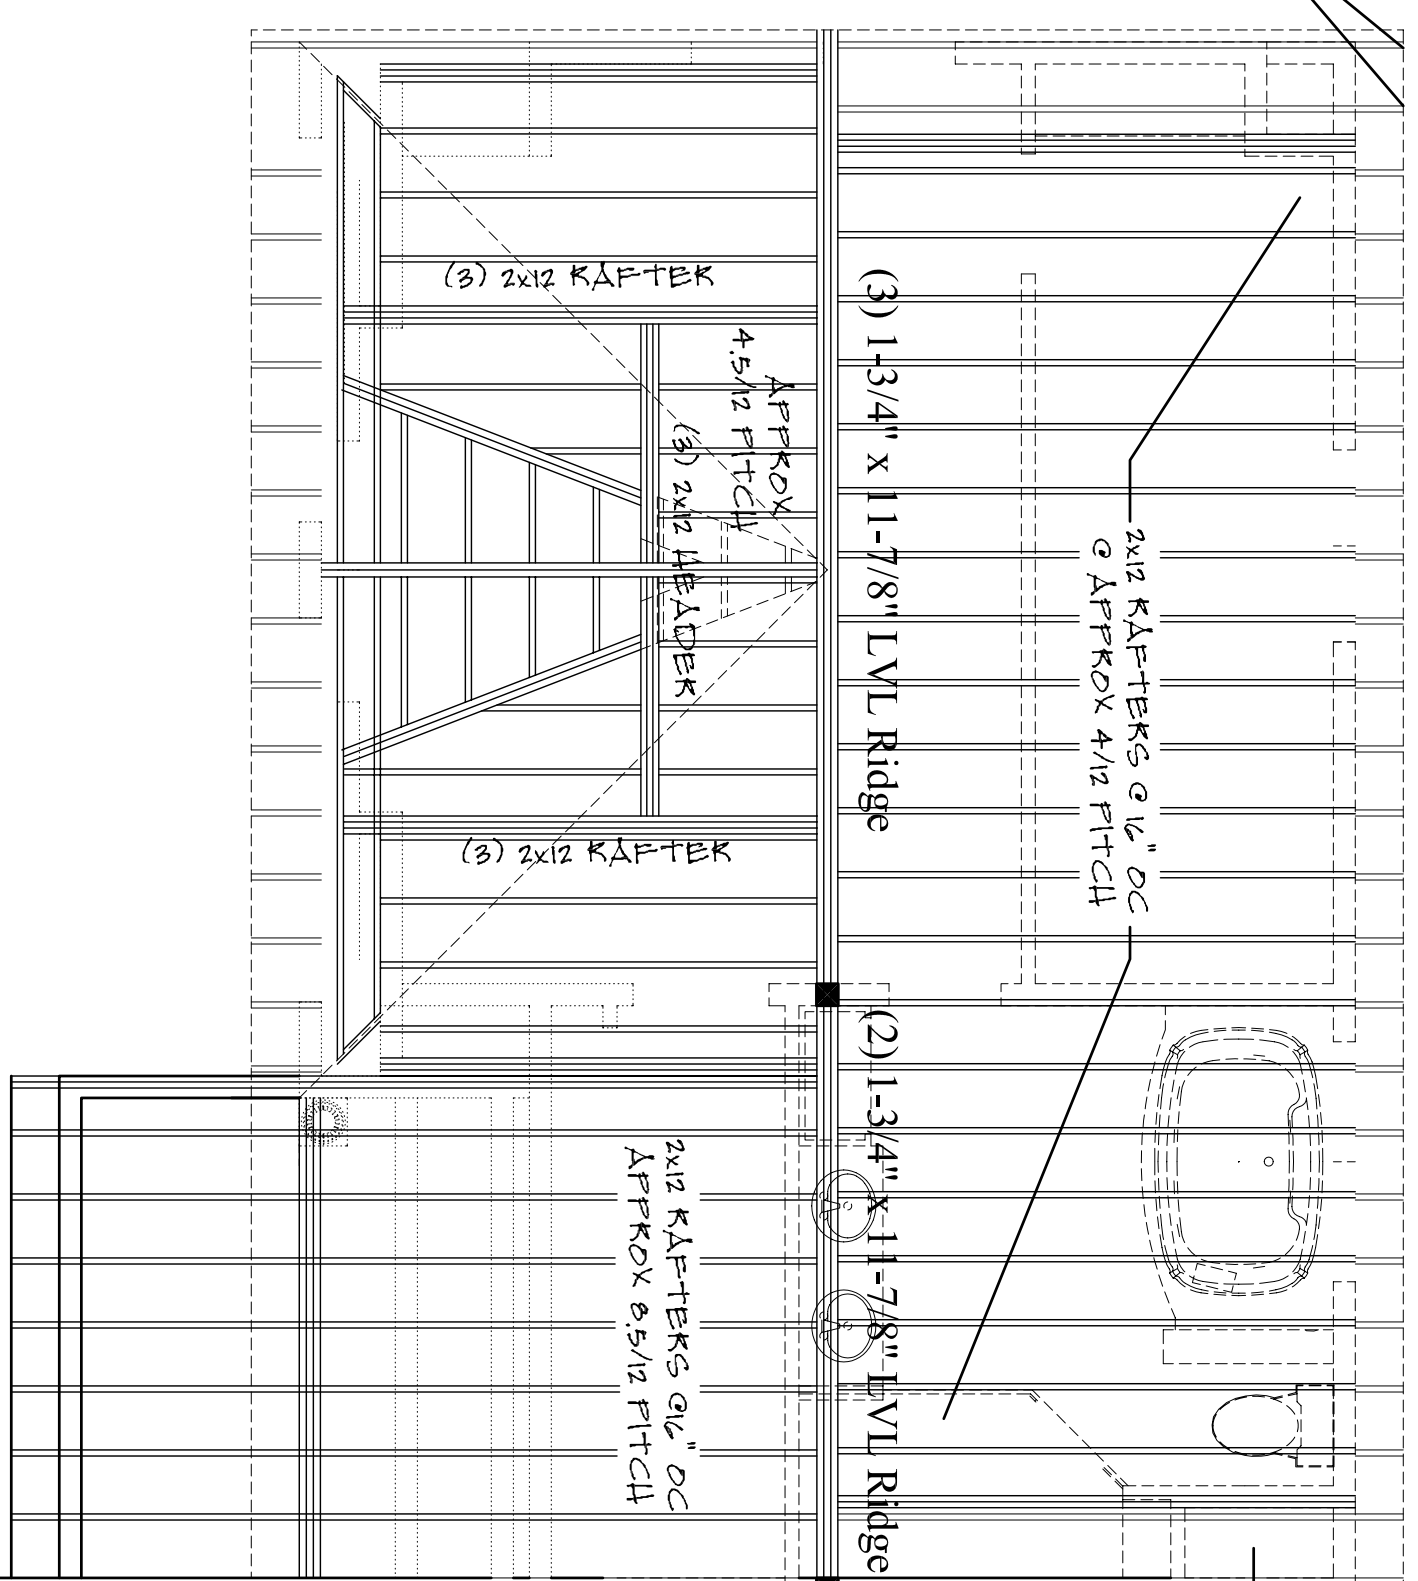 (3) 2x12 RAFTER
APPROX
4.5/12 PITCH
(3) 2x12 HEADER
(3) 2x12 RAFTER
(3) 1-3/4" x 11-7/8" LVL Ridge
2x12 RAFTERS @ 16" OC
@ APPROX 4/12 PITCH
(2) 1-3/4" x 11-7/8" LVL Ridge
2x12 RAFTERS @16" OC
APPROX 8.5/12 PITCH